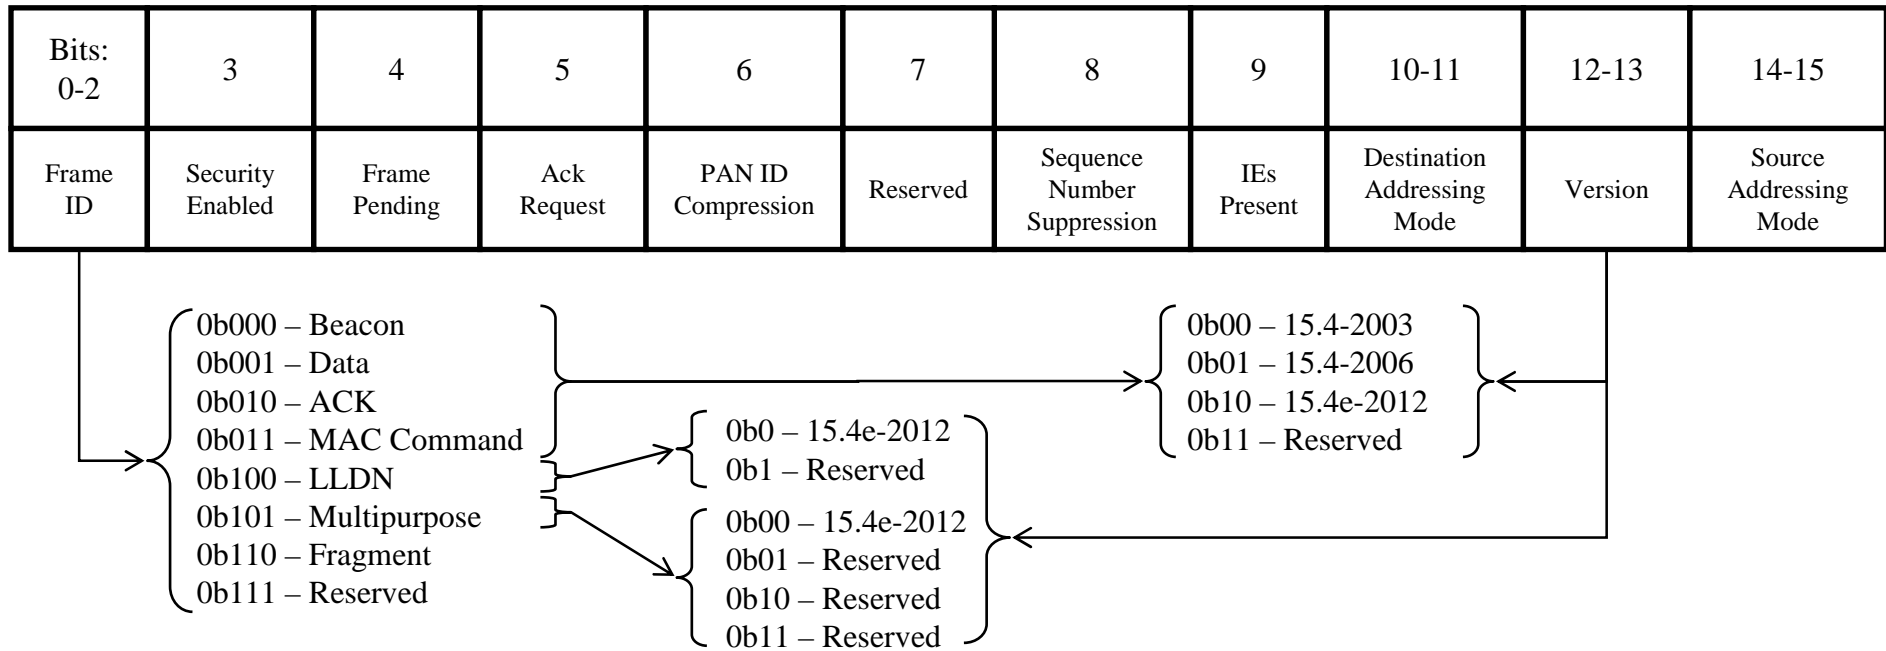 Bits:
0-2
3
4
5
6
7
8
9
10-11
12-13
14-15
Frame
ID
Security
Enabled
Frame
Pending
Ack
Request
PAN ID
Compression
Reserved
Sequence
Number
Suppression
IEs
Present
Destination
Addressing
Mode
Version
Source
Addressing
Mode
0b000 – Beacon
0b001 – Data
0b010 – ACK
0b011 – MAC Command
0b100 – LLDN
0b101 – Multipurpose
0b110 – Fragment
0b111 – Reserved
0b0 – 15.4e-2012
0b1 – Reserved
0b00 – 15.4e-2012
0b01 – Reserved
0b10 – Reserved
0b11 – Reserved
0b00 – 15.4-2003
0b01 – 15.4-2006
0b10 – 15.4e-2012
0b11 – Reserved